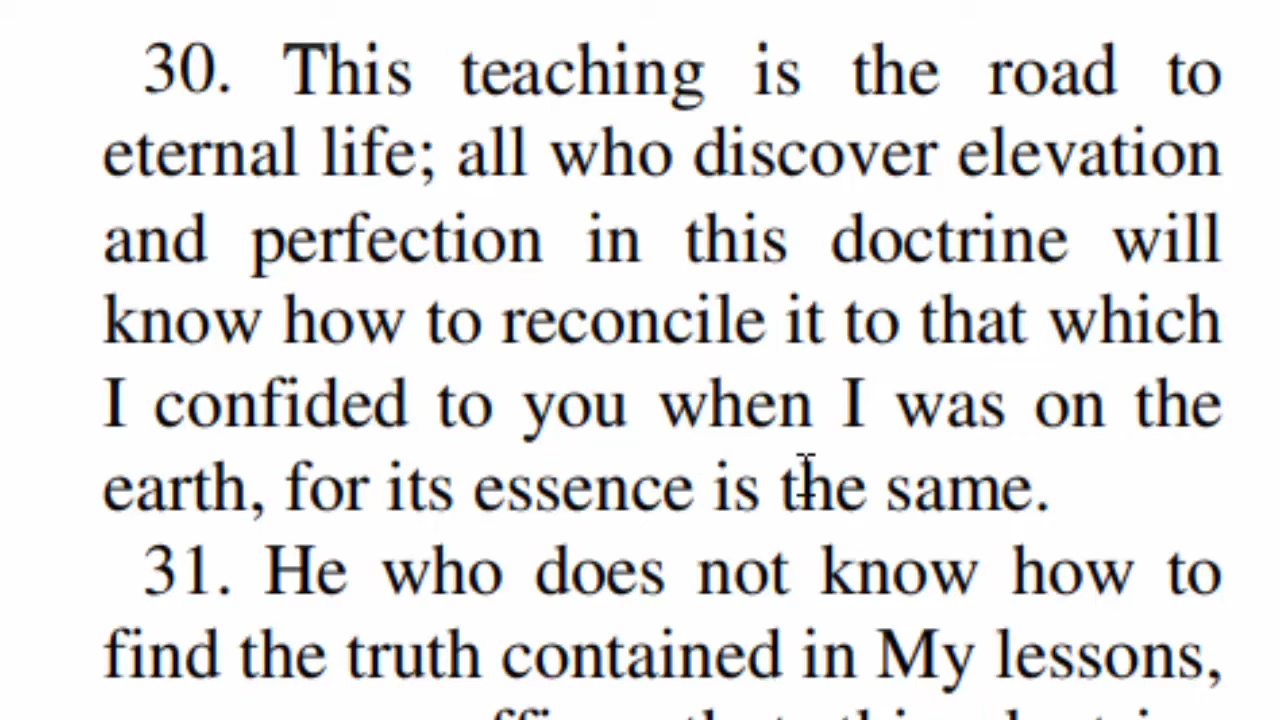 30. This teaching is the road to
eternal life; all who discover elevation
and perfection in this doctrine will
know how to reconcile it to that which
I confided to you when I was on the
earth, for its essence is the same.
31. He who does not know how to
find the truth contained in My lessons,